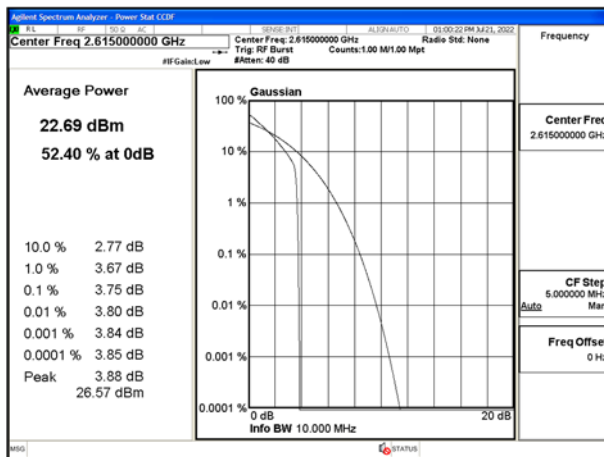 Agilent Spectrum Analyzer - Power Stat CCDF
RL RF 50 Ω AC SENSE:INT ALIGNAUTO 01:00:22 PM Jul 21, 2022
Center Freq 2.615000000 GHz
Center Freq: 2.615000000 GHz Radio Std: None
Trig: RF Burst Counts:1.00 M/1.00 Mpt
#IFGain:Low #Atten: 40 dB
Frequency
Average Power
22.69 dBm
52.40 % at 0dB
10.0 % 2.77 dB
1.0 % 3.67 dB
0.1 % 3.75 dB
0.01 % 3.80 dB
0.001 % 3.84 dB
0.0001 % 3.85 dB
Peak 3.88 dB
26.57 dBm
Gaussian
100 %
10 %
1 %
0.1 %
0.01 %
0.001 %
0.0001 %
0 dB 20 dB
Info BW 10.000 MHz
Center Freq
2.615000000 GHz
CF Step
5.000000 MHz
Auto Man
Freq Offset
0 Hz
MSG STATUS